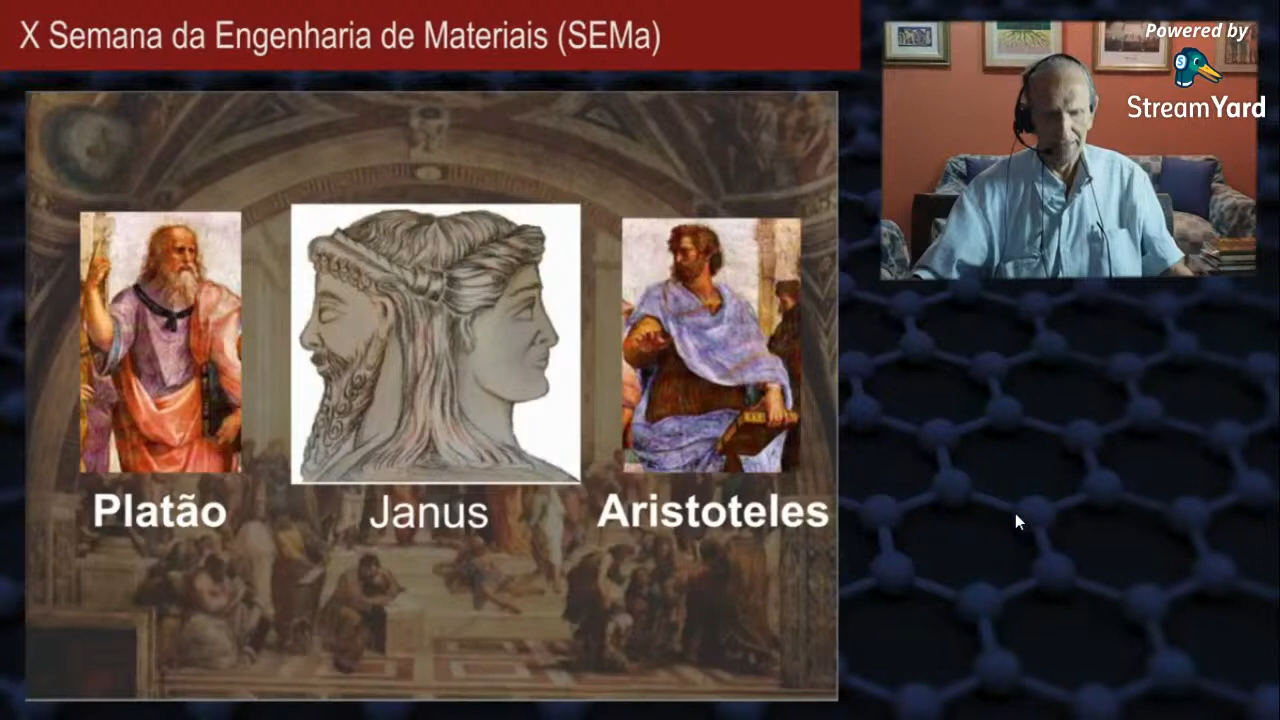 X Semana da Engenharia de Materiais (SEMa)
Powered by
StreamYard
Platão
Janus
Aristoteles